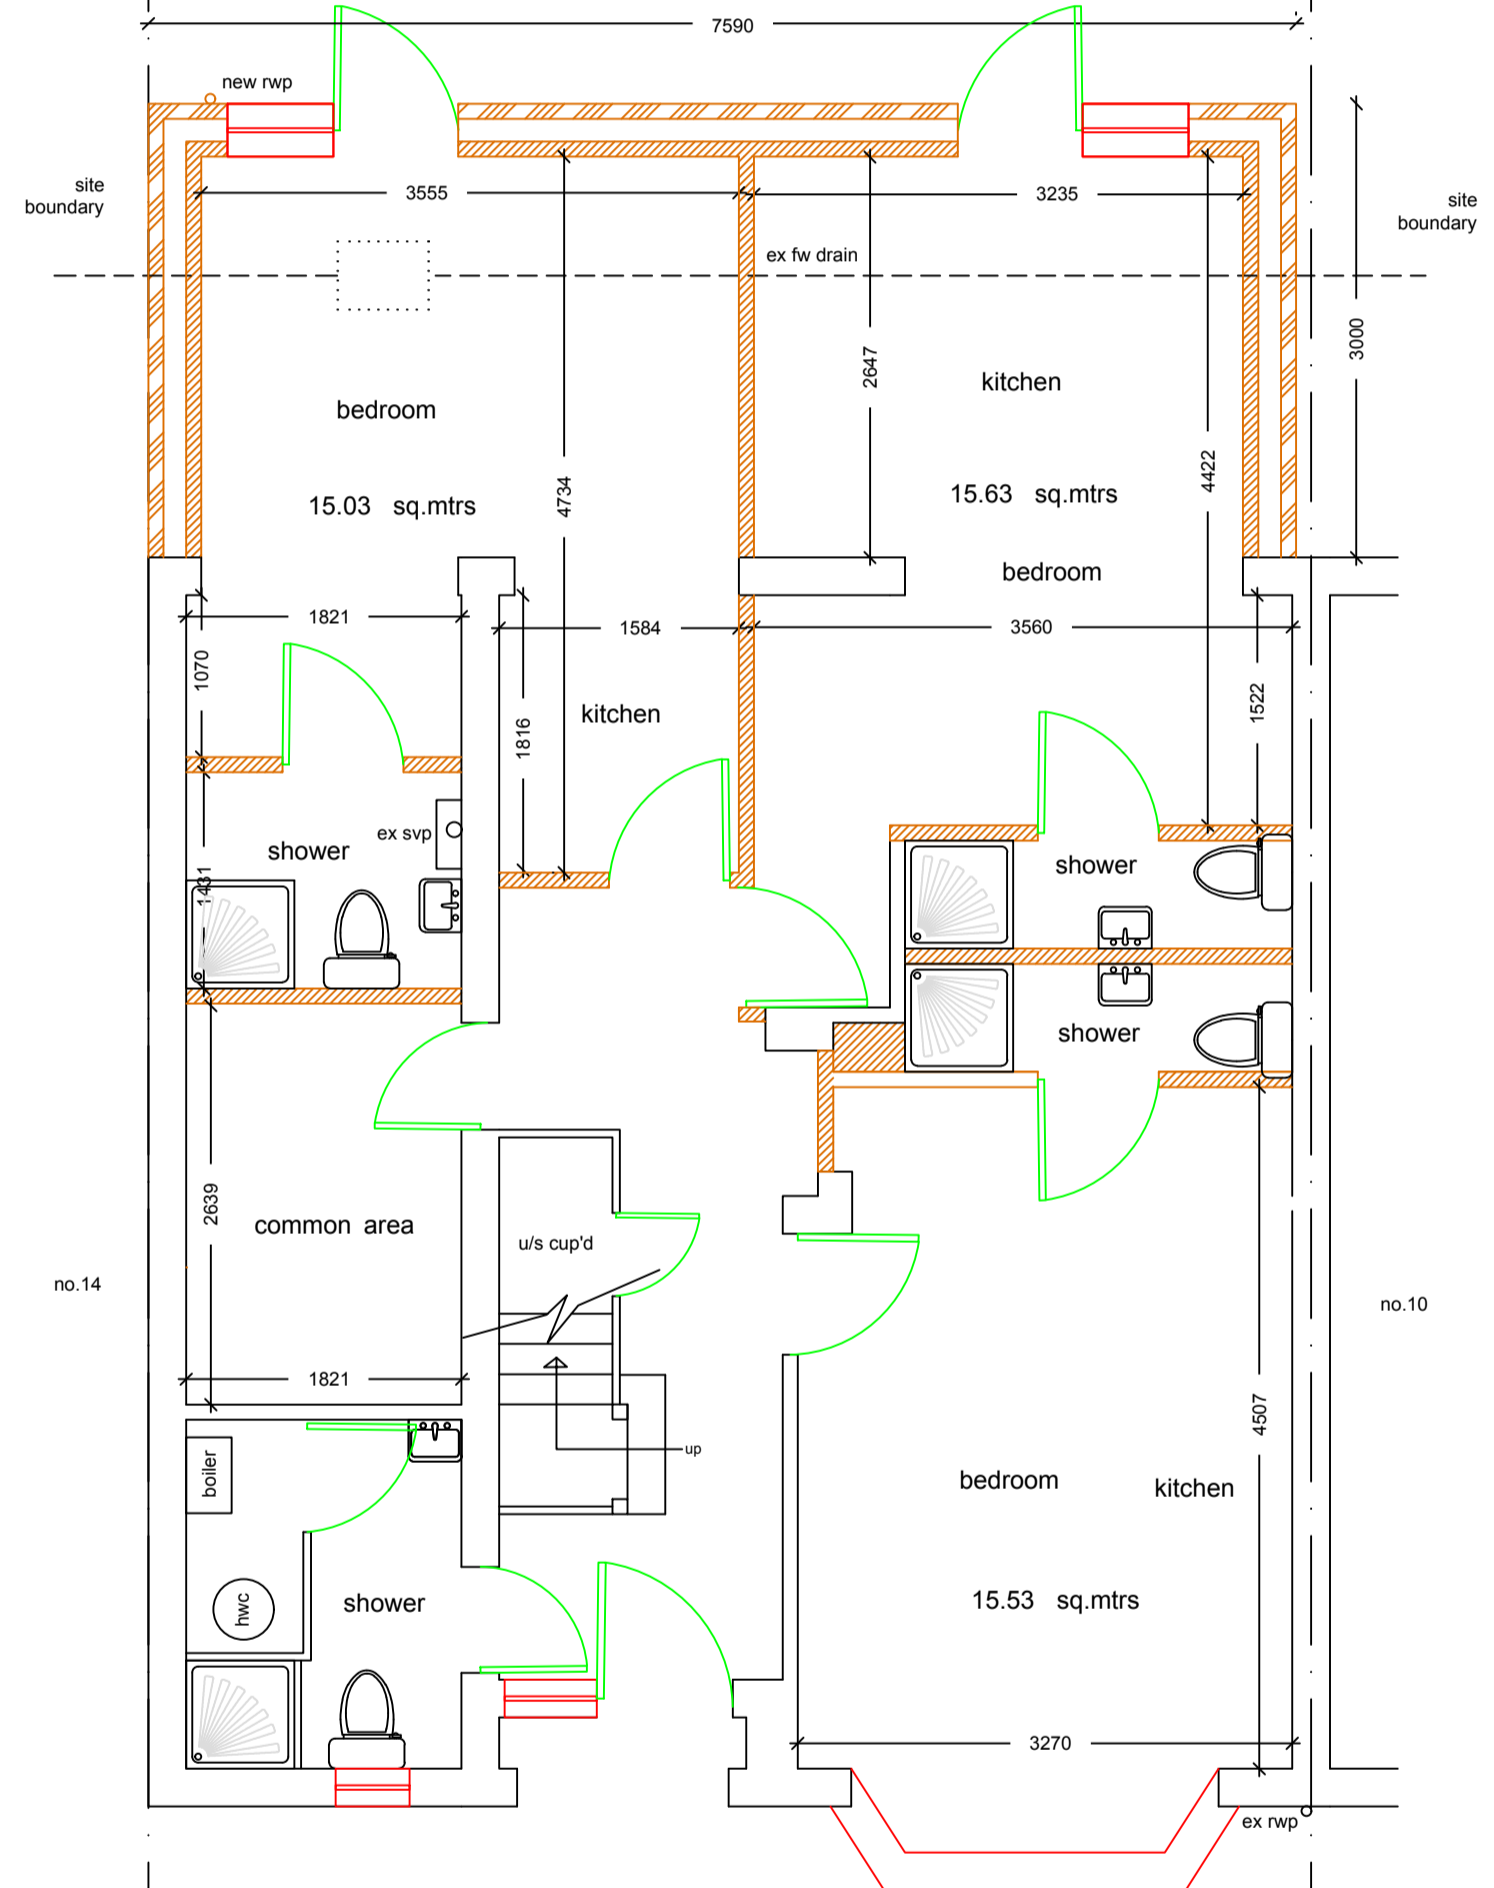 7590
new rwp
site
boundary
site
boundary
3555
3235
ex fw drain
3000
2647
kitchen
bedroom
4422
4734
15.03 sq.mtrs
15.63 sq.mtrs
bedroom
1821
1584
3560
1070
1522
kitchen
1816
ex svp
shower
shower
1431
shower
2639
common area
u/s cup'd
no.14
no.10
1821
4507
up
boiler
bedroom
kitchen
hwc
shower
15.53 sq.mtrs
3270
ex rwp